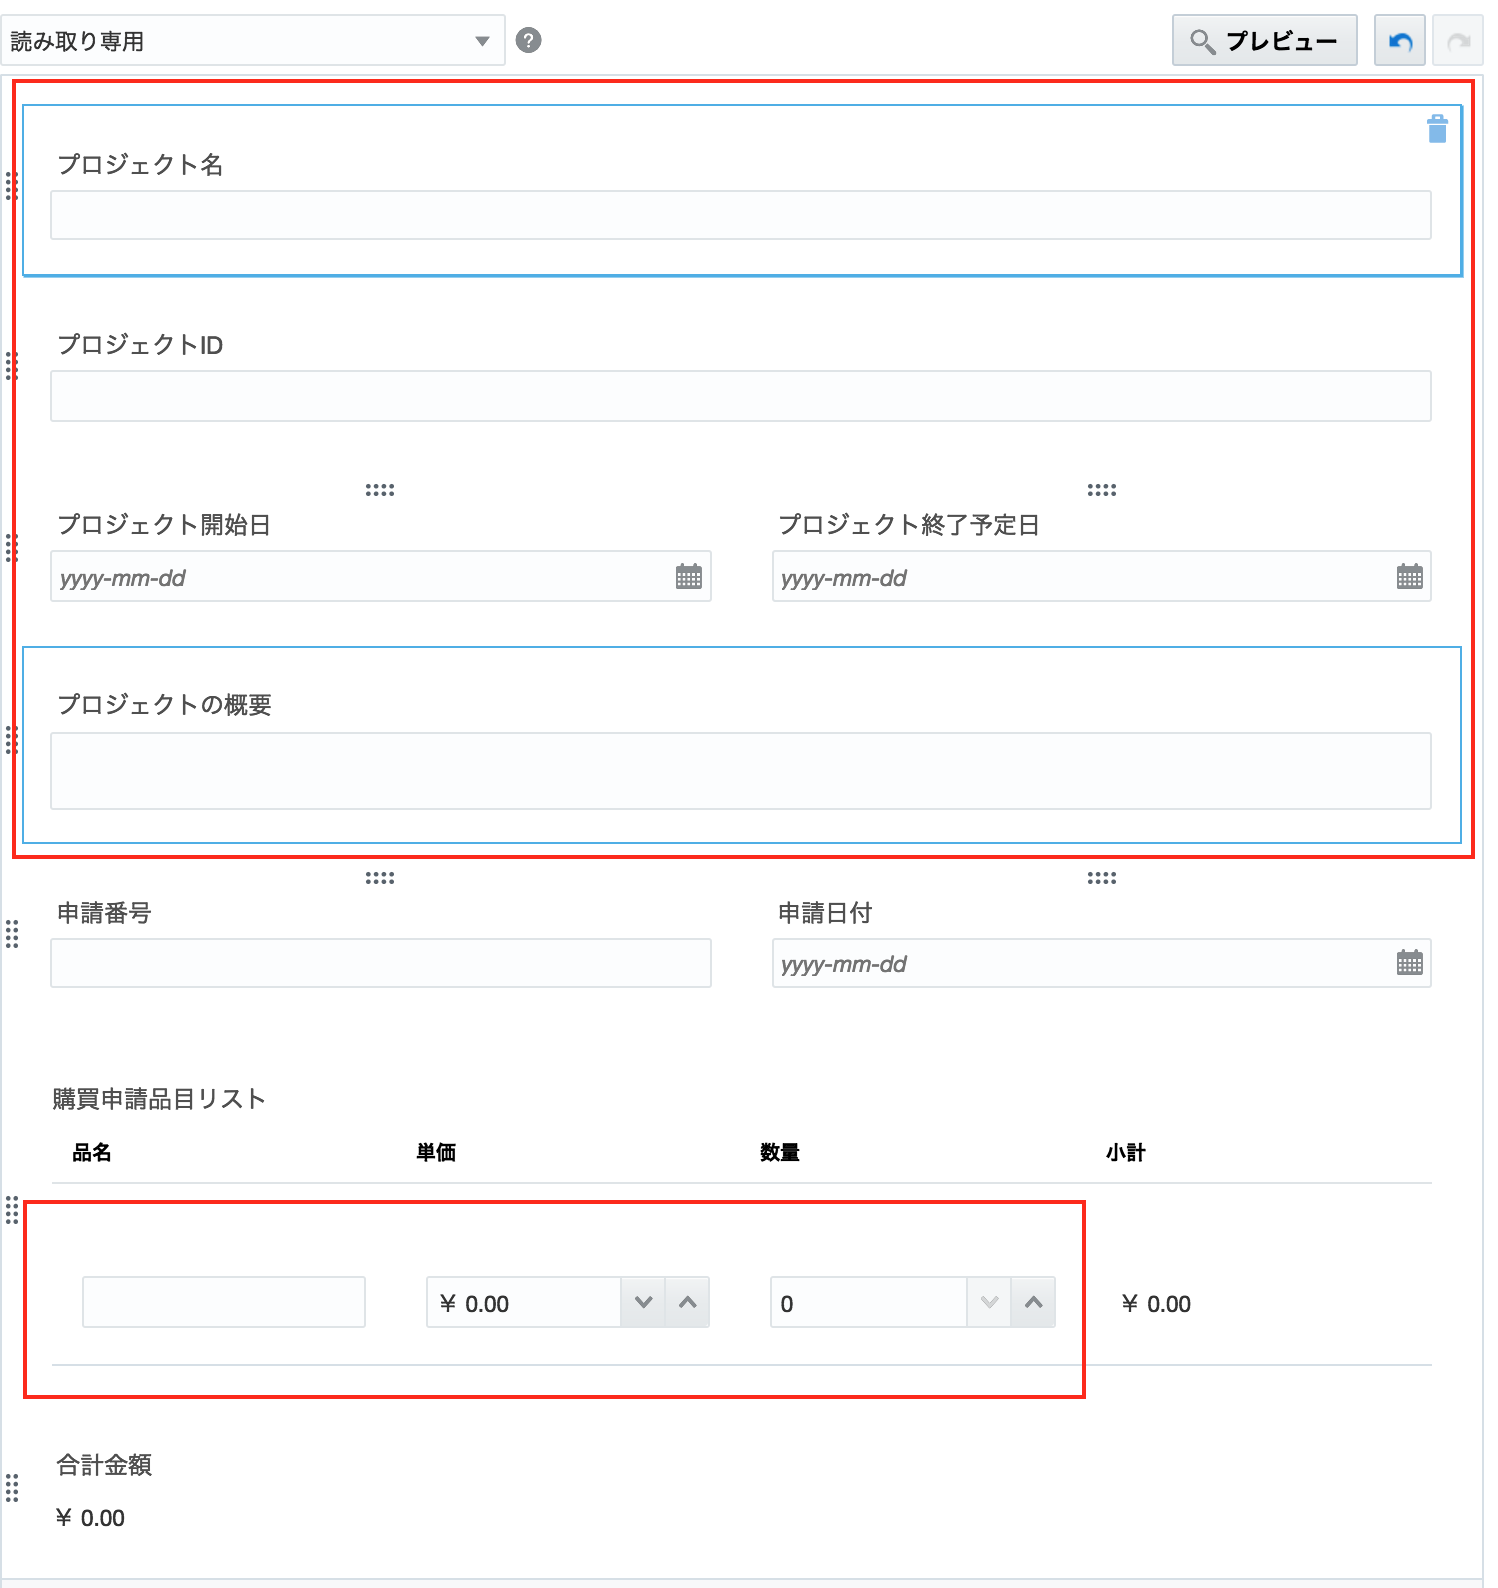 読み取り専用 ? プレビュー
プロジェクト名
プロジェクトID
プロジェクト開始日 プロジェクト終了予定日
yyyy-mm-dd yyyy-mm-dd
プロジェクトの概要
申請番号 申請日付
yyyy-mm-dd
購買申請品目リスト
品名 単価 数量 小計
¥ 0.00 0 ¥ 0.00
合計金額
¥ 0.00